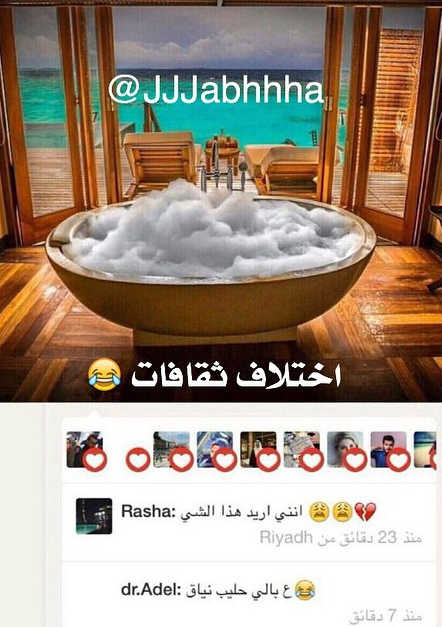 @JJJabhhha
اختلاف ثقافات 😂
Rasha: انني اريد هذا الشي 😩😩💔
منذ 23 دقائق من Riyadh
dr.Adel: ع بالي حليب نياق😂
منذ 7 دقائق